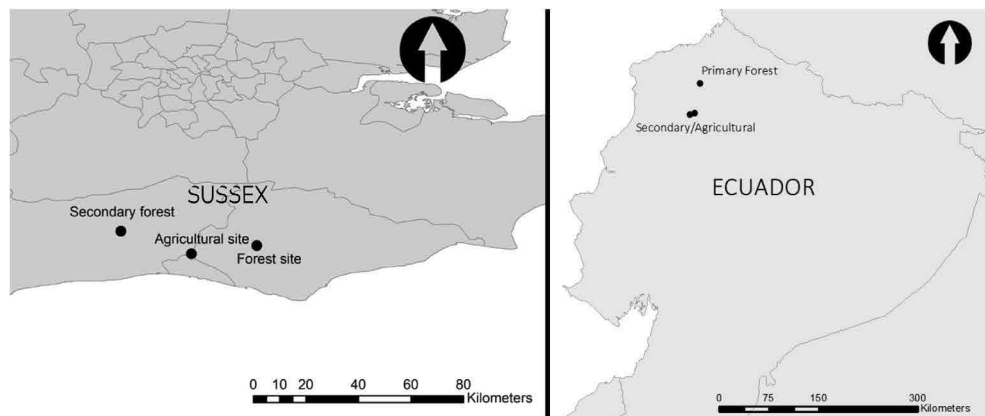 SUSSEX
Secondary forest
Agricultural site
Forest site
0 10 20 40 60 80
Kilometers
Primary Forest
Secondary/Agricultural
ECUADOR
0 75 150 300
Kilometers